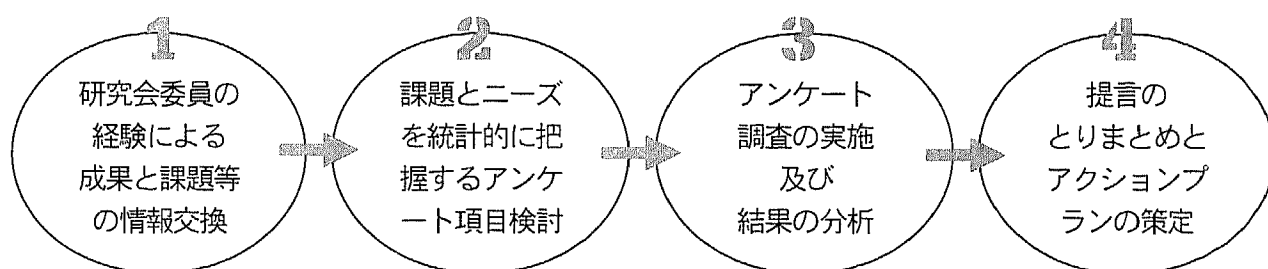 1
研究会委員の
経験による
成果と課題等
の情報交換
2
課題とニーズ
を統計的に把
握するアンケ
ート項目検討
3
アンケート
調査の実施
及び
結果の分析
4
提言の
とりまとめと
アクションプ
ランの策定